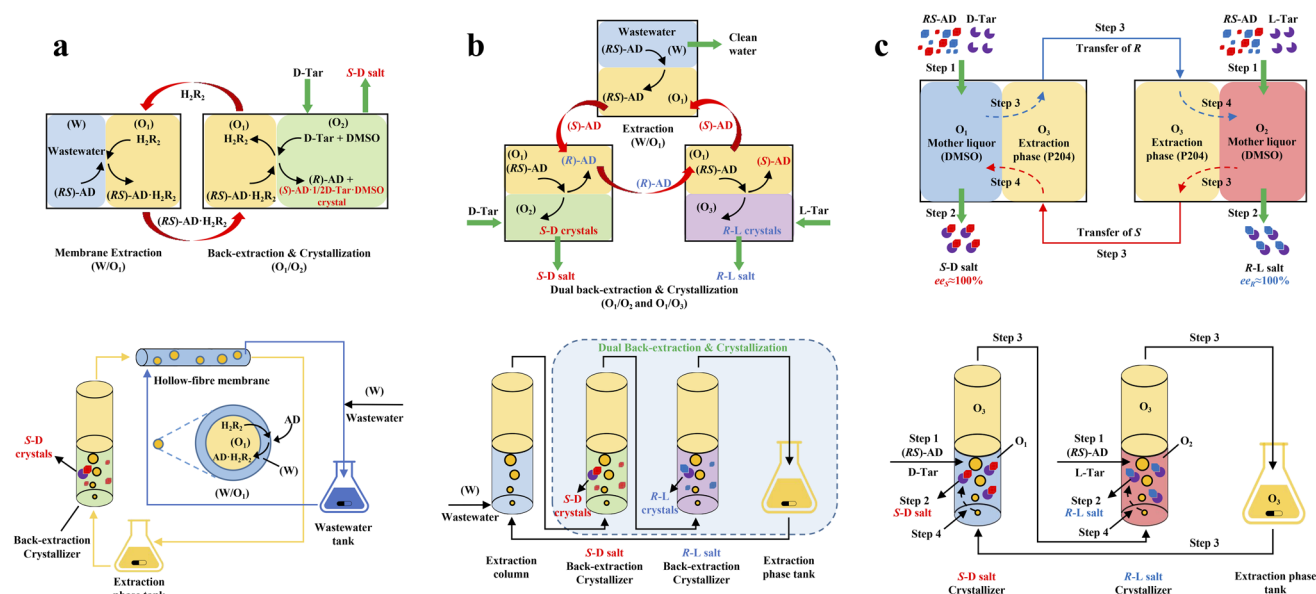 a
D-Tar
S-D salt
H₂R₂
(W)
Wastewater
(RS)-AD
(O₁)
H₂R₂
(RS)-AD·H₂R₂
(O₁)
H₂R₂
(RS)-AD·H₂R₂
(O₂)
D-Tar + DMSO
(R)-AD +
(S)-AD·1/2D-Tar·DMSO
crystal
(RS)-AD·H₂R₂
Membrane Extraction
(W/O₁)
Back-extraction & Crystallization
(O₁/O₂)
Hollow-fibre membrane
S-D
crystals
H₂R₂
(O₁)
AD·H₂R₂
AD
(W)
(W/O₁)
(W)
Wastewater
Wastewater
tank
Back-extraction
Crystallizer
Extraction
phase tank
b
Wastewater
(RS)-AD
(W)
Clean
water
(RS)-AD
(O₁)
Extraction
(W/O₁)
(S)-AD
(S)-AD
(O₁)
(RS)-AD
(R)-AD
(O₂)
S-D crystals
(R)-AD
(O₁)
(RS)-AD
(S)-AD
(O₃)
R-L crystals
D-Tar
L-Tar
S-D salt
R-L salt
Dual back-extraction & Crystallization
(O₁/O₂ and O₁/O₃)
Dual Back-extraction & Crystallization
(W)
Wastewater
S-D
crystals
R-L
crystals
Extraction
column
S-D salt
Back-extraction
Crystallizer
R-L salt
Back-extraction
Crystallizer
Extraction
phase tank
c
RS-AD D-Tar
Step 3
Transfer of R
RS-AD L-Tar
Step 1
Step 1
Step 3
Step 4
O₁
Mother liquor
(DMSO)
O₃
Extraction
phase (P204)
O₃
Extraction
phase (P204)
O₂
Mother liquor
(DMSO)
Step 4
Step 3
Step 2
Step 2
Transfer of S
Step 3
S-D salt
eeS≈100%
R-L salt
eeR≈100%
Step 3
Step 3
O₃
O₃
Step 1
(RS)-AD
D-Tar
O₁
Step 2
S-D salt
Step 4
Step 1
(RS)-AD
L-Tar
O₂
Step 2
R-L salt
Step 4
O₃
Step 3
S-D salt
Crystallizer
R-L salt
Crystallizer
Extraction phase
tank